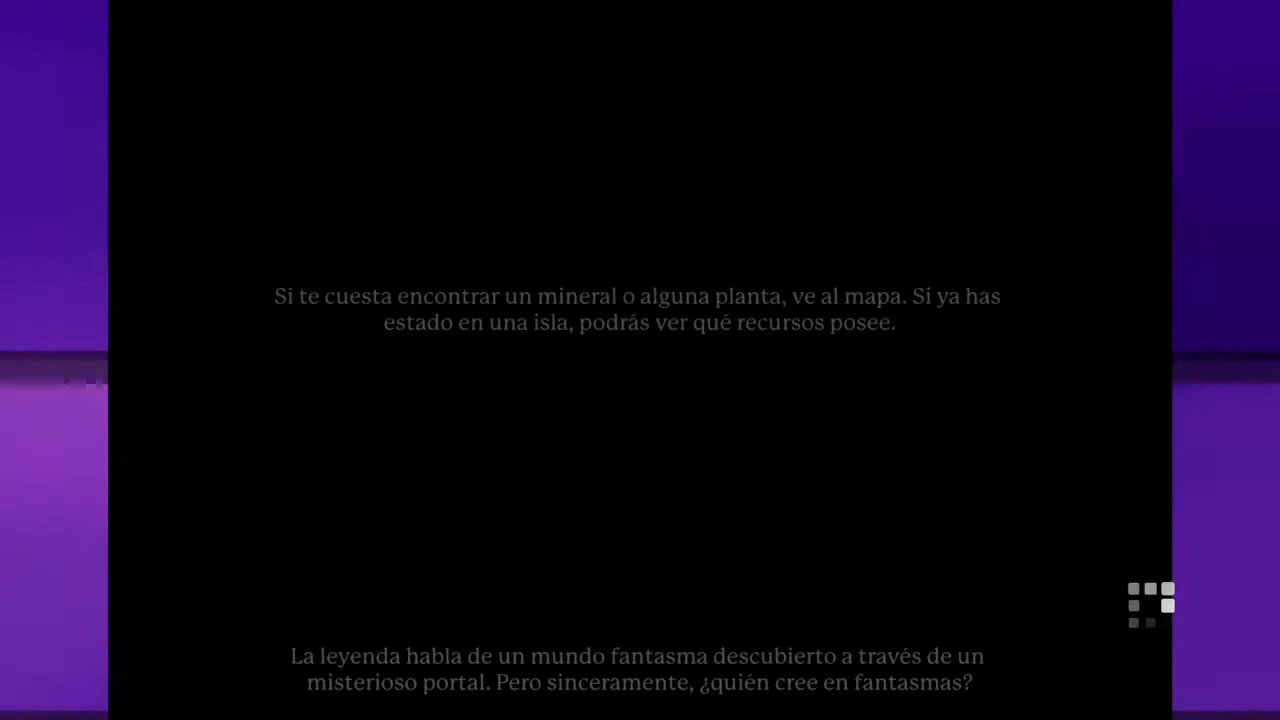 Si te cuesta encontrar un mineral o alguna planta, ve al mapa. Si ya has
estado en una isla, podrás ver qué recursos posee.
La leyenda habla de un mundo fantasma descubierto a través de un
misterioso portal. Pero sinceramente, ¿quién cree en fantasmas?